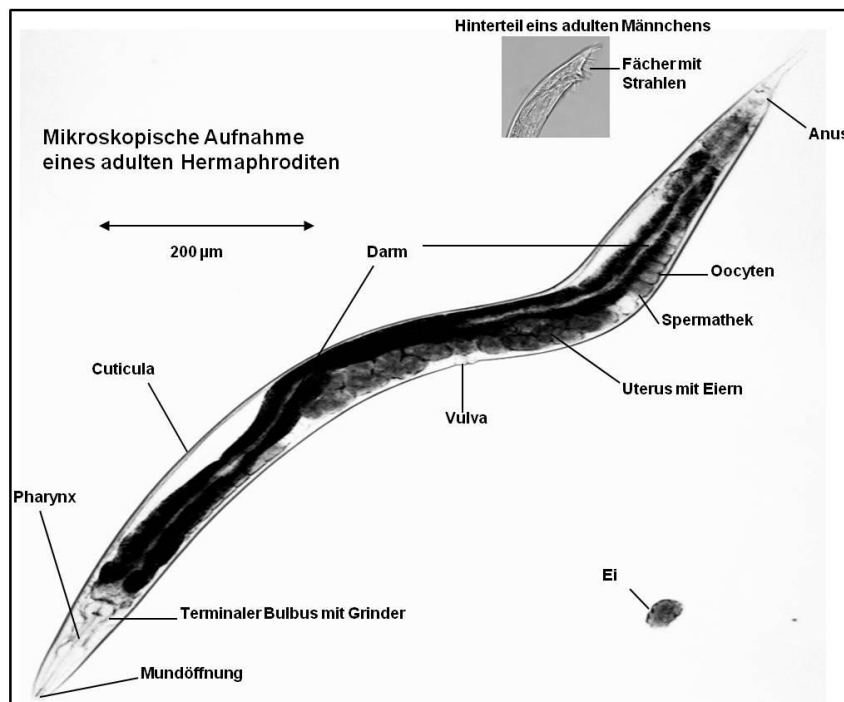 Hinterteil eins adulten Männchens
Fächer mit
Strahlen
Anus
Mikroskopische Aufnahme
eines adulten Hermaphroditen
200 µm
Darm
Oocyten
Spermathek
Cuticula
Uterus mit Eiern
Vulva
Pharynx
Ei
Terminaler Bulbus mit Grinder
Mundöffnung